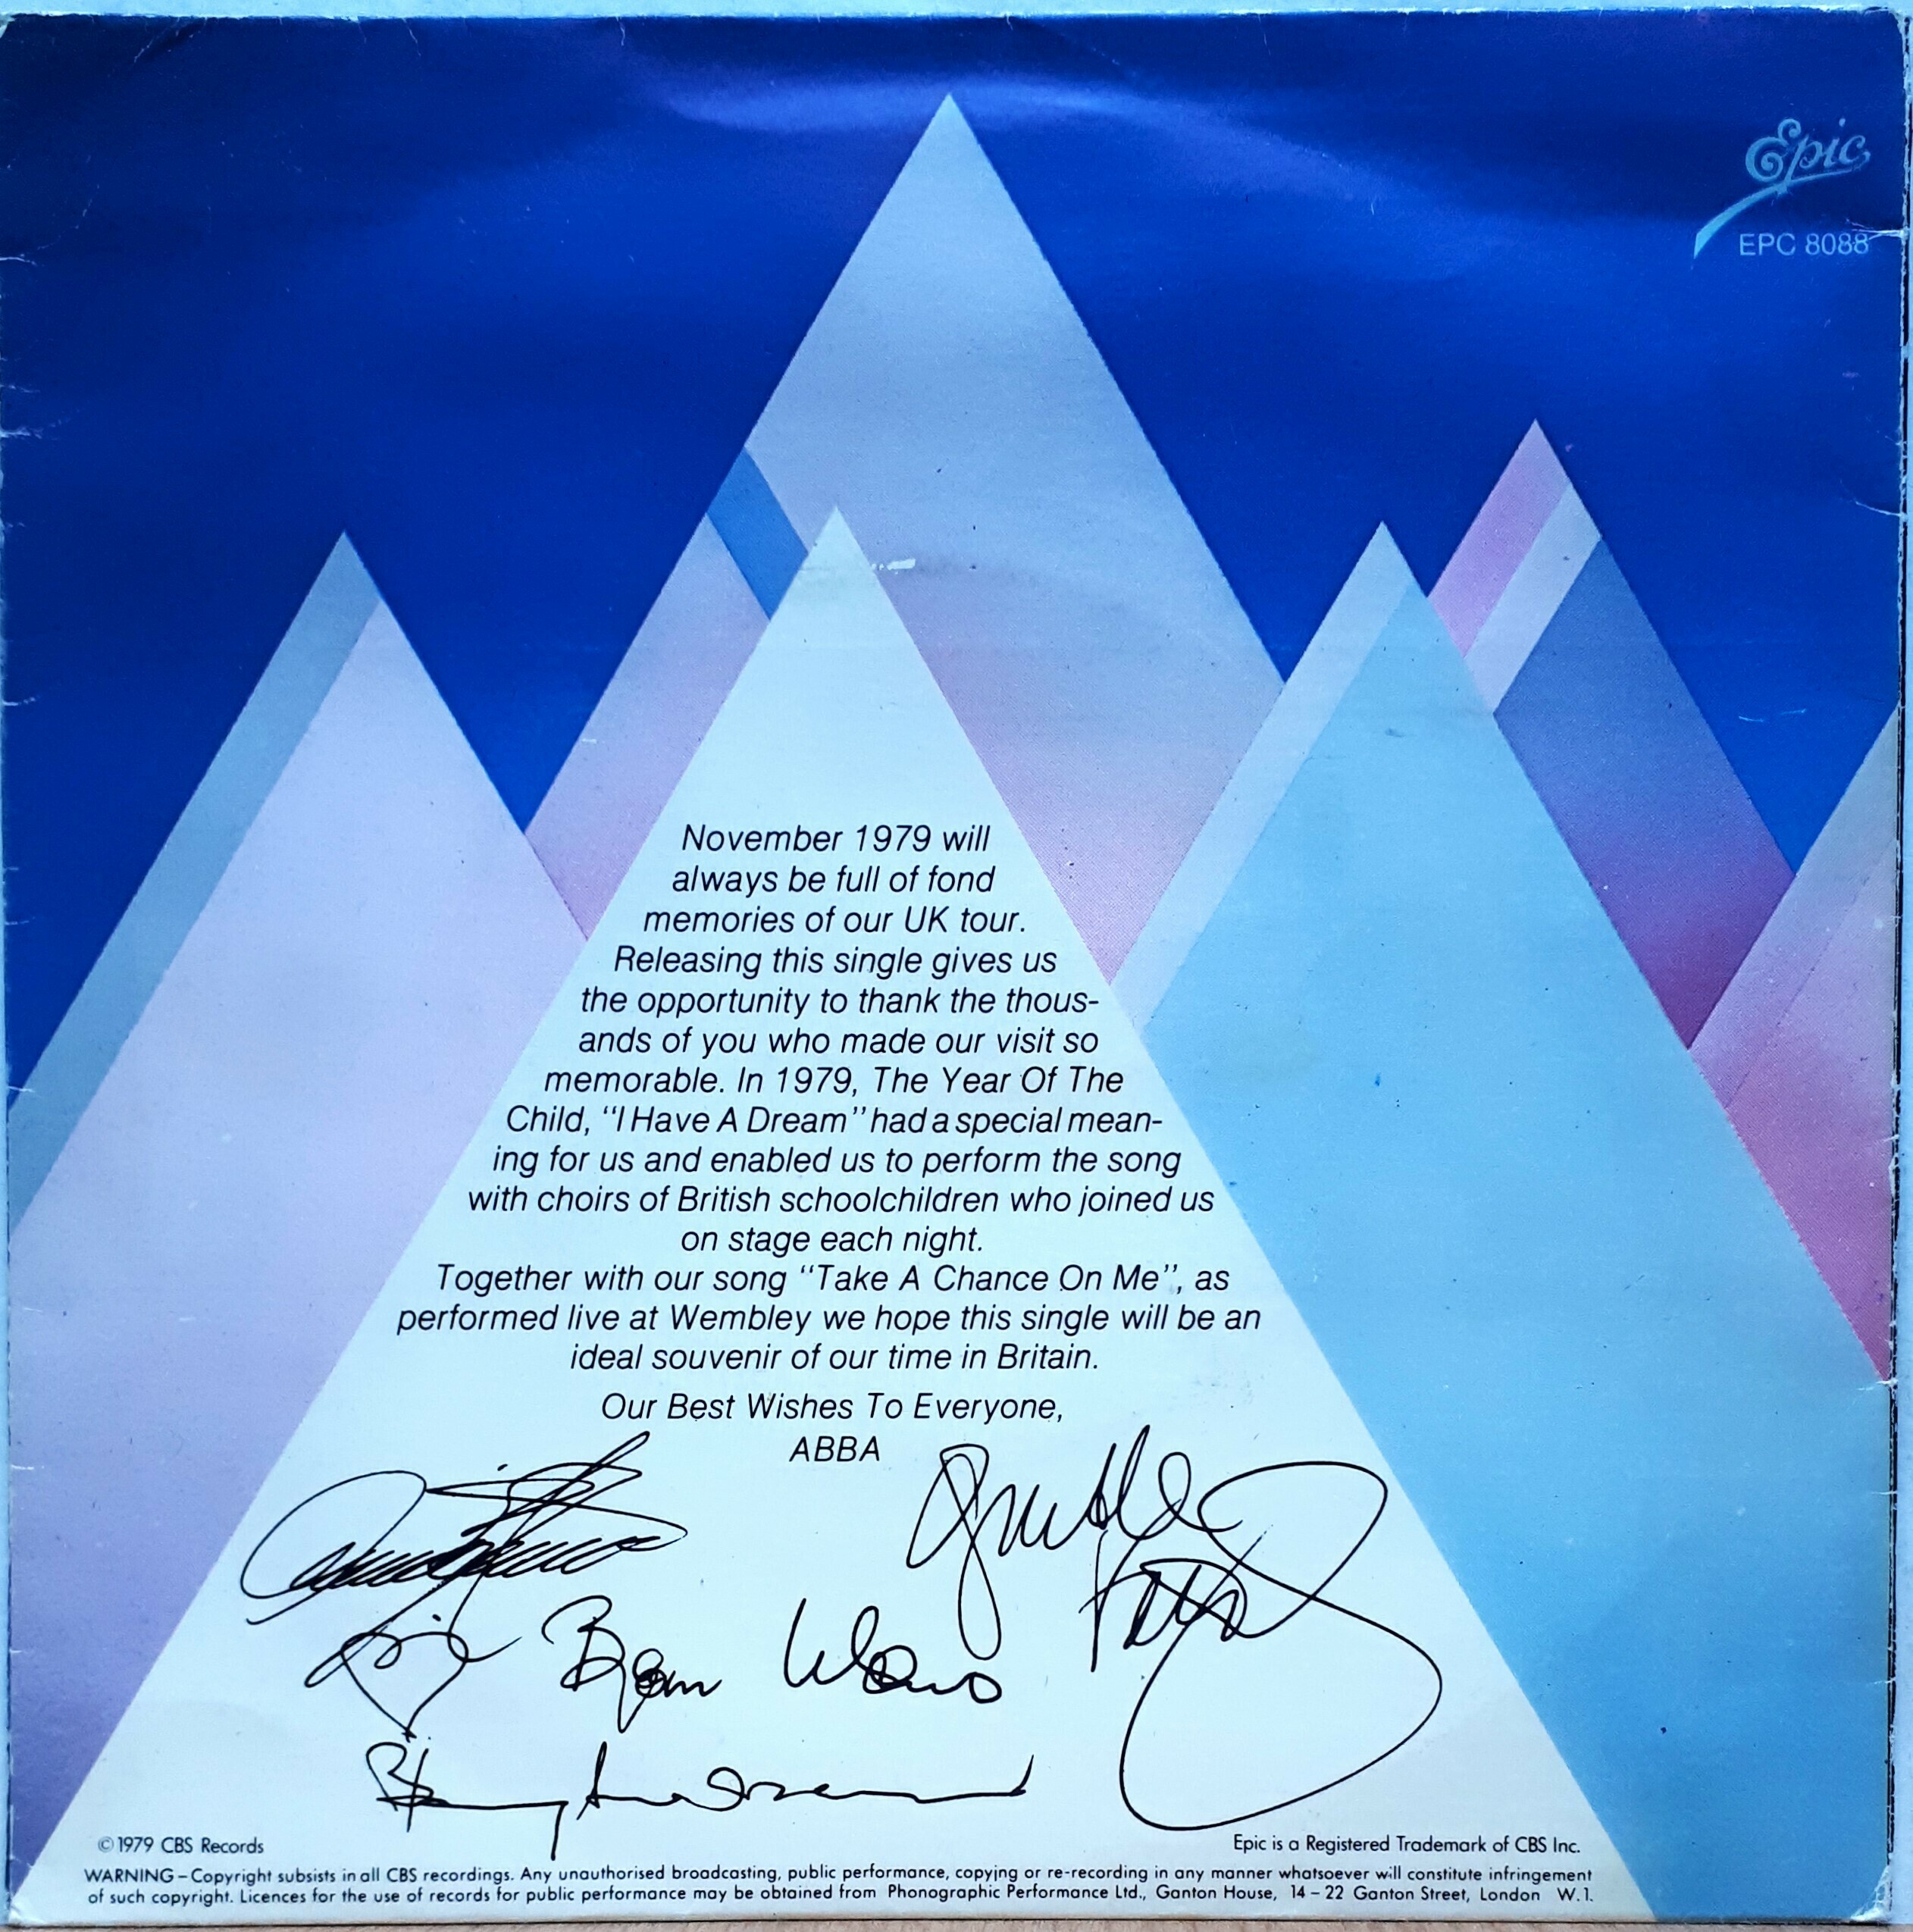 Epic
EPC 8088
November 1979 will
always be full of fond
memories of our UK tour.
Releasing this single gives us
the opportunity to thank the thous-
ands of you who made our visit so
memorable. In 1979, The Year Of The
Child, "I Have A Dream" had a special mean-
ing for us and enabled us to perform the song
with choirs of British schoolchildren who joined us
on stage each night.
Together with our song "Take A Chance On Me", as
performed live at Wembley we hope this single will be an
ideal souvenir of our time in Britain.
Our Best Wishes To Everyone,
ABBA
© 1979 CBS Records
Epic is a Registered Trademark of CBS Inc.
WARNING – Copyright subsists in all CBS recordings. Any unauthorised broadcasting, public performance, copying or re-recording in any manner whatsoever will constitute infringement
of such copyright. Licences for the use of records for public performance may be obtained from Phonographic Performance Ltd., Ganton House, 14 – 22 Ganton Street, London W.1.